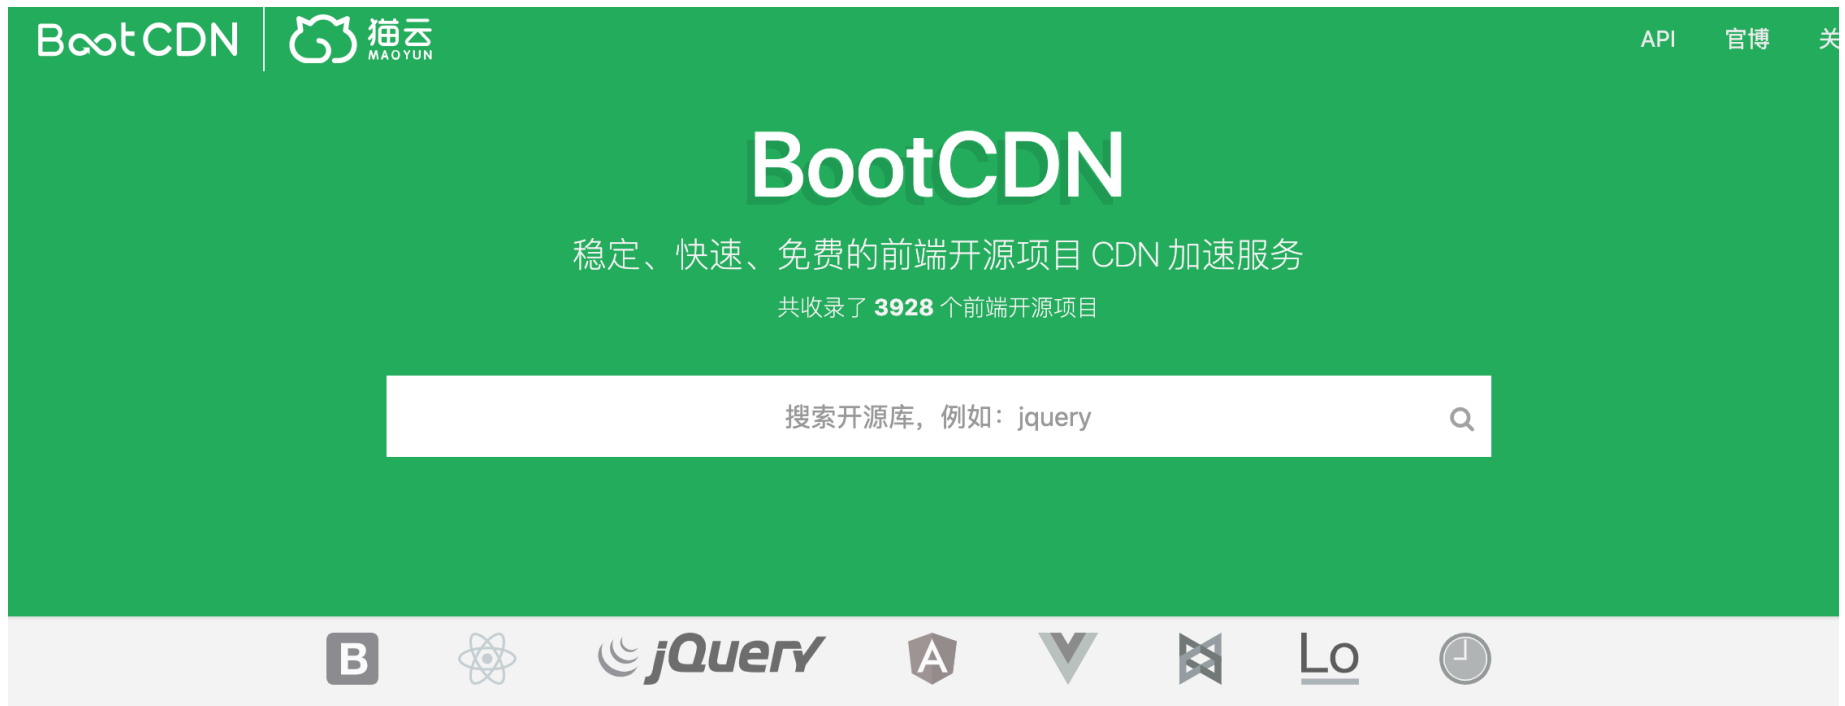 BootCDN 猫云 MAOYUN API 官博 关
BootCDN
稳定、快速、免费的前端开源项目 CDN 加速服务
共收录了 3928 个前端开源项目
搜索开源库，例如：jquery
B jQuery A Lo